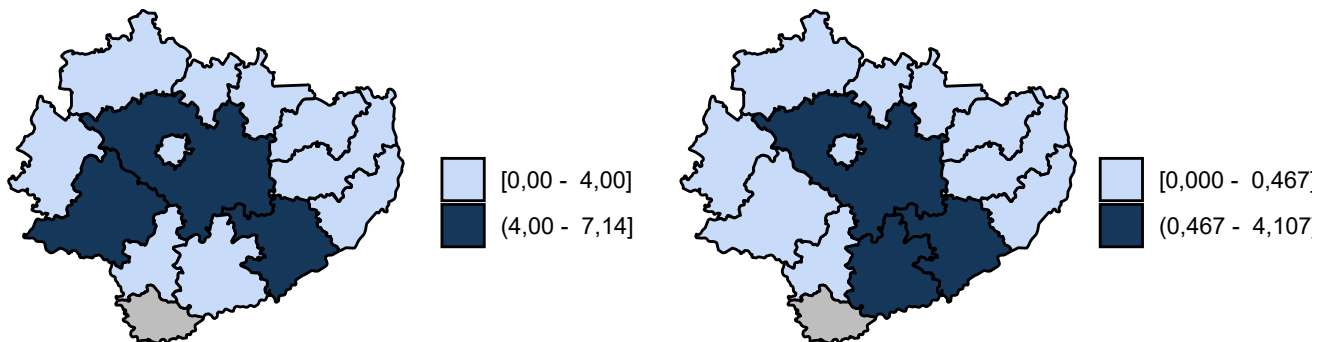 [0,00 - 4,00]
(4,00 - 7,14]
[0,000 - 0,467]
(0,467 - 4,107]